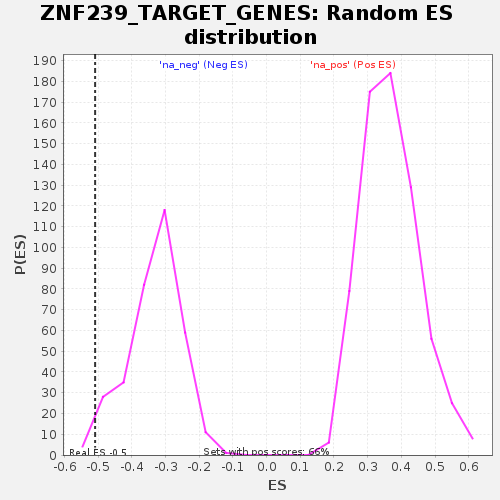 ZNF239_TARGET_GENES: Random ES
distribution
'na_neg' (Neg ES)
'na_pos' (Pos ES)
190
180
170
160
150
140
130
120
110
100
90
80
70
60
50
40
30
20
10
0
P(ES)
Real ES -0.5
Sets with pos scores: 66%
-0.6 -0.5 -0.4 -0.3 -0.2 -0.1 0.0 0.1 0.2 0.3 0.4 0.5 0.6
ES